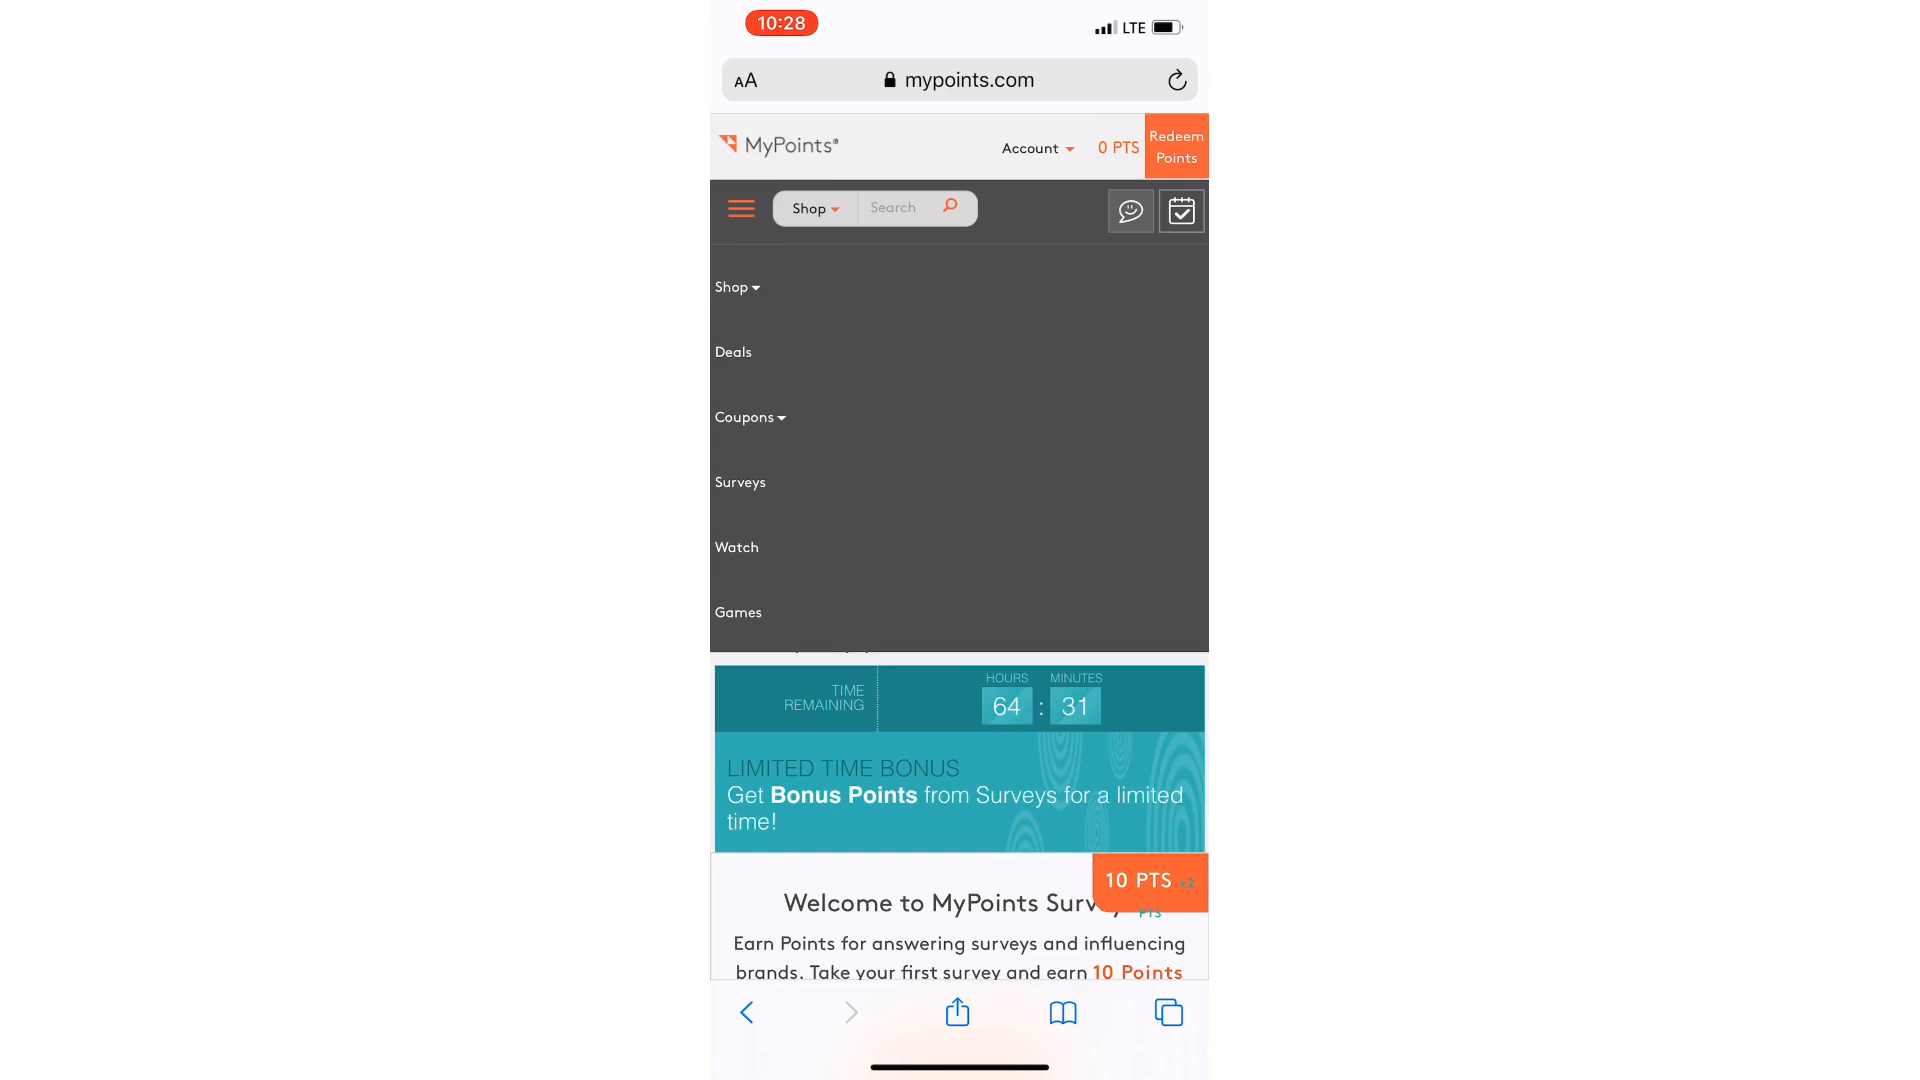 10:28
LTE
AA
mypoints.com
MyPoints®
Account
0 PTS
Redeem
Points
Shop
Search
Shop
Deals
Coupons
Surveys
Watch
Games
TIME
REMAINING
HOURS
MINUTES
64 : 31
LIMITED TIME BONUS
Get Bonus Points from Surveys for a limited
time!
10 PTS
PTS
Welcome to MyPoints
Earn Points for answering surveys and influencing
brands. Take your first survey and earn 10 Points